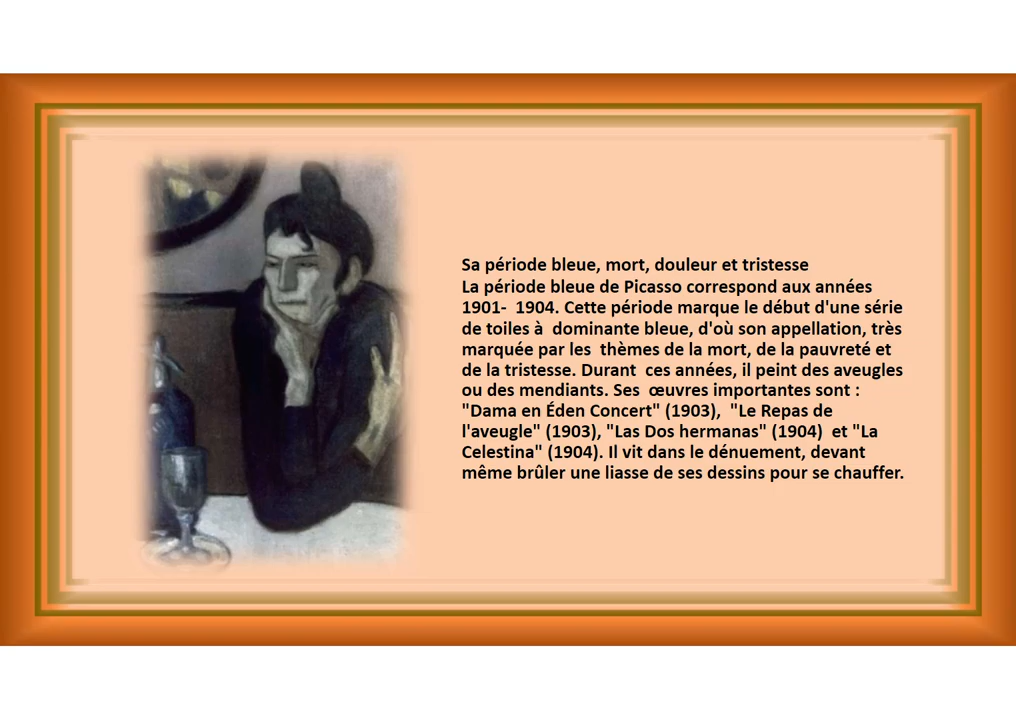 Sa période bleue, mort, douleur et tristesse
La période bleue de Picasso correspond aux années
1901-  1904. Cette période marque le début d'une série
de toiles à  dominante bleue, d'où son appellation, très
marquée par les  thèmes de la mort, de la pauvreté et
de la tristesse. Durant  ces années, il peint des aveugles
ou des mendiants. Ses  œuvres importantes sont :
"Dama en Éden Concert" (1903),  "Le Repas de
l'aveugle" (1903), "Las Dos hermanas" (1904)  et "La
Celestina" (1904). Il vit dans le dénuement, devant
même brûler une liasse de ses dessins pour se chauffer.